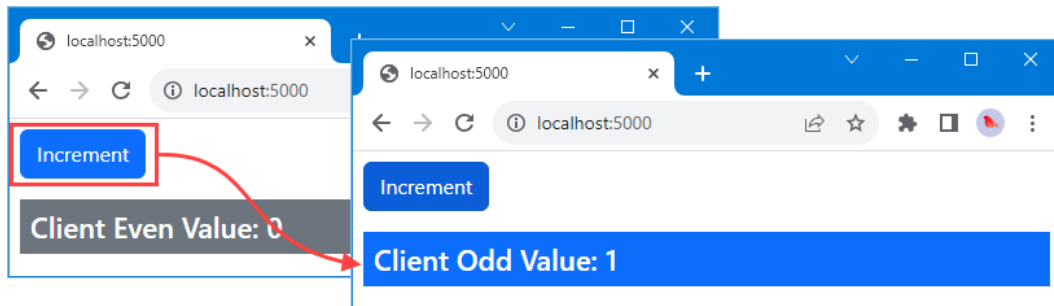 localhost:5000
localhost:5000
Increment
Client Even Value: 0
localhost:5000
localhost:5000
Increment
Client Odd Value: 1